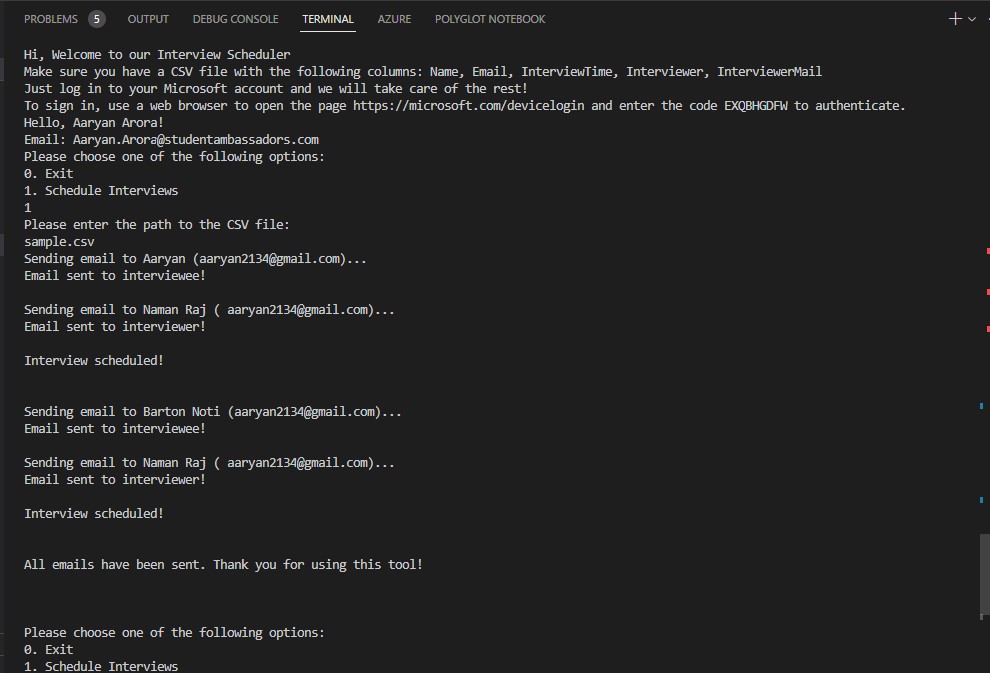 PROBLEMS 5 OUTPUT DEBUG CONSOLE TERMINAL AZURE POLYGLOT NOTEBOOK
Hi, Welcome to our Interview Scheduler
Make sure you have a CSV file with the following columns: Name, Email, InterviewTime, Interviewer, InterviewerMail
Just log in to your Microsoft account and we will take care of the rest!
To sign in, use a web browser to open the page https://microsoft.com/devicelogin and enter the code EXQBHGDFW to authenticate.
Hello, Aaryan Arora!
Email: Aaryan.Arora@studentambassadors.com
Please choose one of the following options:
0. Exit
1. Schedule Interviews
1
Please enter the path to the CSV file:
sample.csv
Sending email to Aaryan (aaryan2134@gmail.com)...
Email sent to interviewee!
Sending email to Naman Raj ( aaryan2134@gmail.com)...
Email sent to interviewer!
Interview scheduled!
Sending email to Barton Noti (aaryan2134@gmail.com)...
Email sent to interviewee!
Sending email to Naman Raj ( aaryan2134@gmail.com)...
Email sent to interviewer!
Interview scheduled!
All emails have been sent. Thank you for using this tool!
Please choose one of the following options:
0. Exit
1. Schedule Interviews